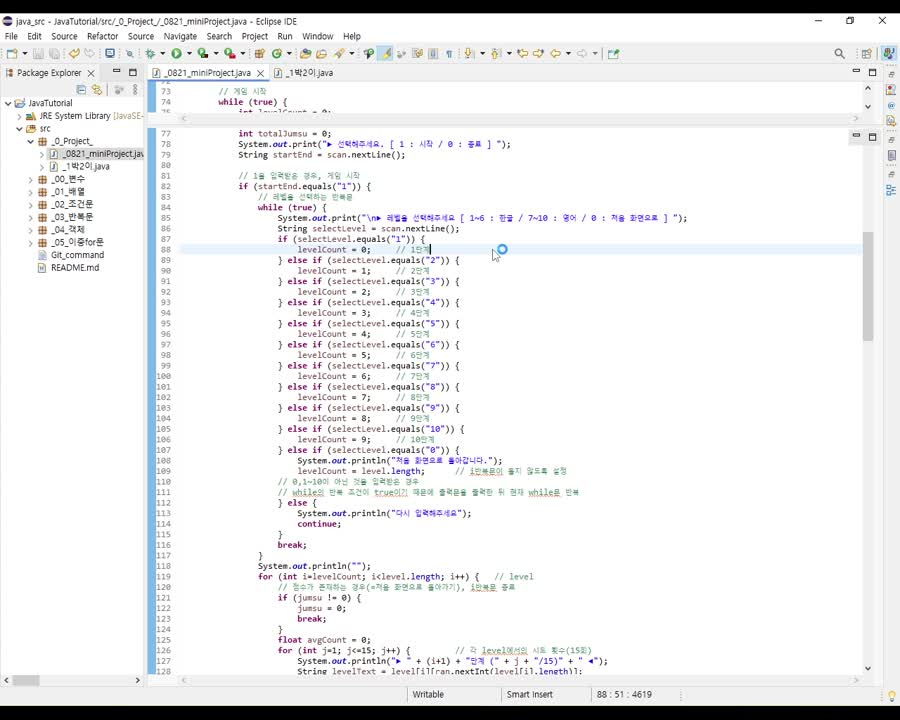 java_src - JavaTutorial/src/_0_Project_/_0821_miniProject.java - Eclipse IDE
File Edit Source Refactor Source Navigate Search Project Run Window Help
Package Explorer
_0821_miniProject.java
_1박2이.java
JavaTutorial
JRE System Library [JavaSE-
src
_0_Project_
_0821_miniProject.jav
_1박2이.java
_00_변수
_01_배열
_02_조건문
_03_반복문
_04_객체
_05_이중for문
Git_command
README.md
73 // 게임 시작
74 while (true) {
77 int totalJumsu = 0;
78 System.out.print("▶ 선택해주세요. [ 1 : 시작 / 0 : 종료 ] ");
79 String startEnd = scan.nextLine();
80
81 // 1을 입력받은 경우, 게임 시작
82 if (startEnd.equals("1")) {
83 // 레벨을 선택하는 반복문
84 while (true) {
85 System.out.print("\n▶ 레벨을 선택해주세요 [ 1~6 : 한글 / 7~10 : 영어 / 0 : 처음 화면으로 ] ");
86 String selectLevel = scan.nextLine();
87 if (selectLevel.equals("1")) {
88 levelCount = 0; // 1단계
89 } else if (selectLevel.equals("2")) {
90 levelCount = 1; // 2단계
91 } else if (selectLevel.equals("3")) {
92 levelCount = 2; // 3단계
93 } else if (selectLevel.equals("4")) {
94 levelCount = 3; // 4단계
95 } else if (selectLevel.equals("5")) {
96 levelCount = 4; // 5단계
97 } else if (selectLevel.equals("6")) {
98 levelCount = 5; // 6단계
99 } else if (selectLevel.equals("7")) {
100 levelCount = 6; // 7단계
101 } else if (selectLevel.equals("8")) {
102 levelCount = 7; // 8단계
103 } else if (selectLevel.equals("9")) {
104 levelCount = 8; // 9단계
105 } else if (selectLevel.equals("10")) {
106 levelCount = 9; // 10단계
107 } else if (selectLevel.equals("0")) {
108 System.out.println("처음 화면으로 돌아갑니다.");
109 levelCount = level.length; // i반복문이 돌지 않도록 설정
110 // 0,1~10이 아닌 것을 입력받은 경우
111 // while의 반복 조건이 true이기 때문에 출력문을 출력한 뒤 현재 while문 반복
112 } else {
113 System.out.println("다시 입력해주세요");
114 continue;
115 }
116 break;
117 }
118 System.out.println("");
119 for (int i=levelCount; i<level.length; i++) { // level
120 // 점수가 존재하는 경우(=처음 화면으로 돌아가기), i반복문 종료
121 if (jumsu != 0) {
122 jumsu = 0;
123 break;
124 }
125 float avgCount = 0;
126 for (int j=1; j<=15; j++) { // 각 level에서의 시도 횟수(15회)
127 System.out.println("▶ " + (i+1) + "단계 (" + j + "/15)" + " ◀");
128 String levelText = level[i][ran.nextInt(level[i].length)];
Writable
Smart Insert
88 : 51 : 4619